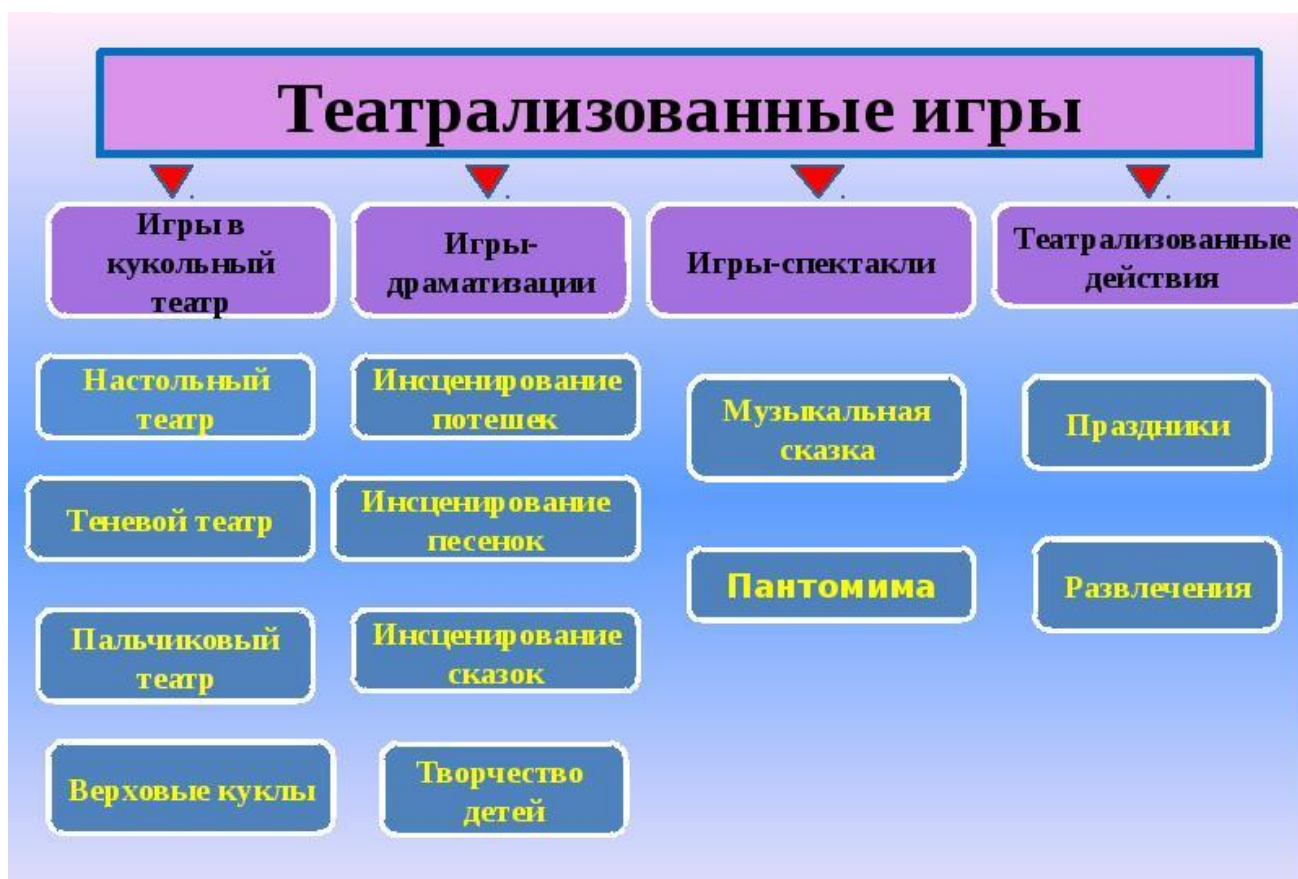 Театрализованные игры
Игры в
кукольный
театр
Игры-
драматизации
Игры-спектакли
Театрализованные
действия
Настольный
театр
Теневой театр
Пальчиковый
театр
Верховые куклы
Инсценирование
потешек
Инсценирование
песенок
Инсценирование
сказок
Творчество
детей
Музыкальная
сказка
Пантомима
Праздники
Развлечения